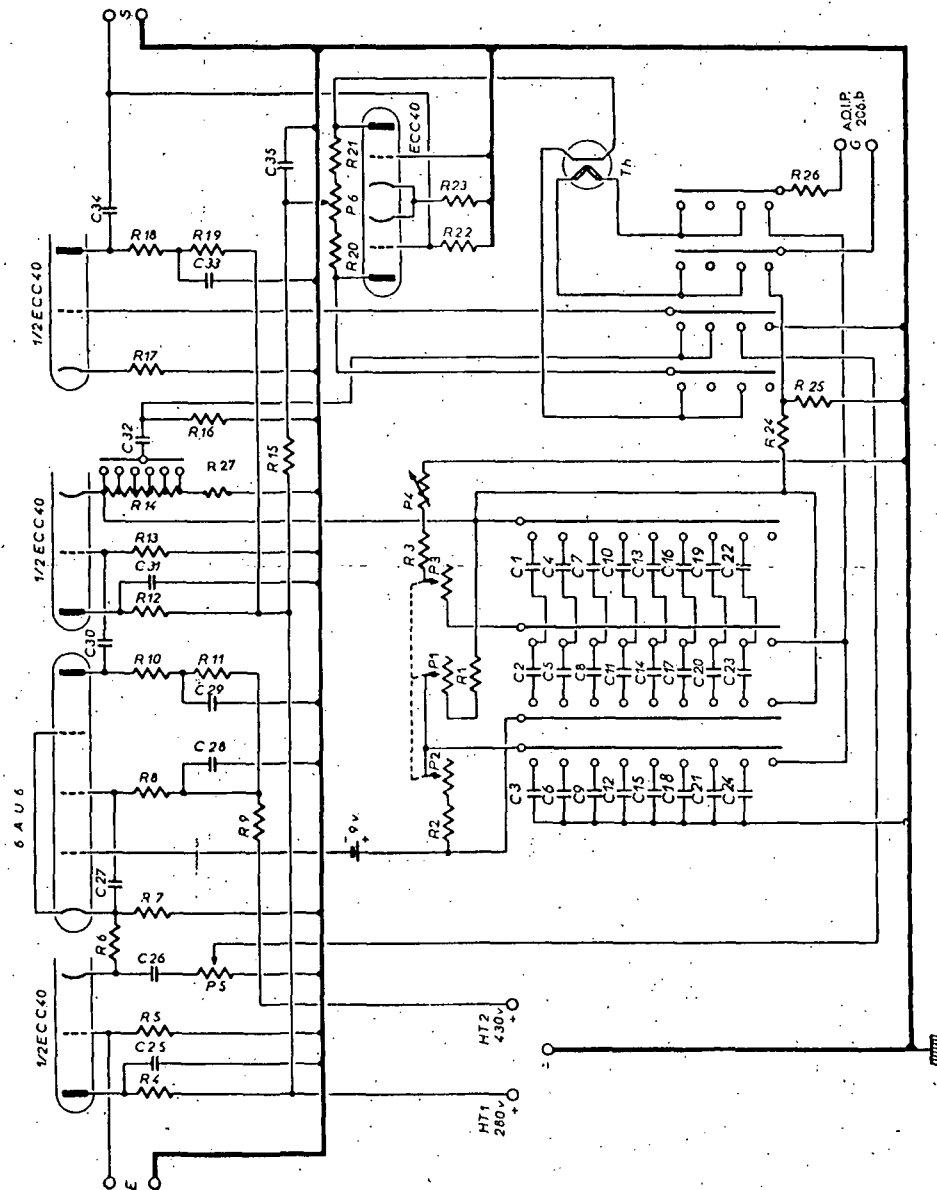 S
C34
R18
R19
C33
1/2 ECC40
R17
C35
R21
P6
R20
ECC40
R23
R22
Th
A.O.I.P.
206.b
G
R26
C32
R16
R14
R27
R15
1/2 ECC40
R13
C31
R12
C30
R24
R25
P4
R3
P3
P1
R1
P2
R2
C1
C4
C7
C10
C13
C16
C19
C22
C2
C5
C8
C11
C14
C17
C20
C23
C3
C6
C9
C12
C15
C18
C21
C24
R10
R11
C29
C28
R8
R9
6AU6
C27
R7
R6
- 9v. +
C26
P5
1/2 ECC40
R5
C25
R4
HT2
430v
+
HT1
280v
+
-
E